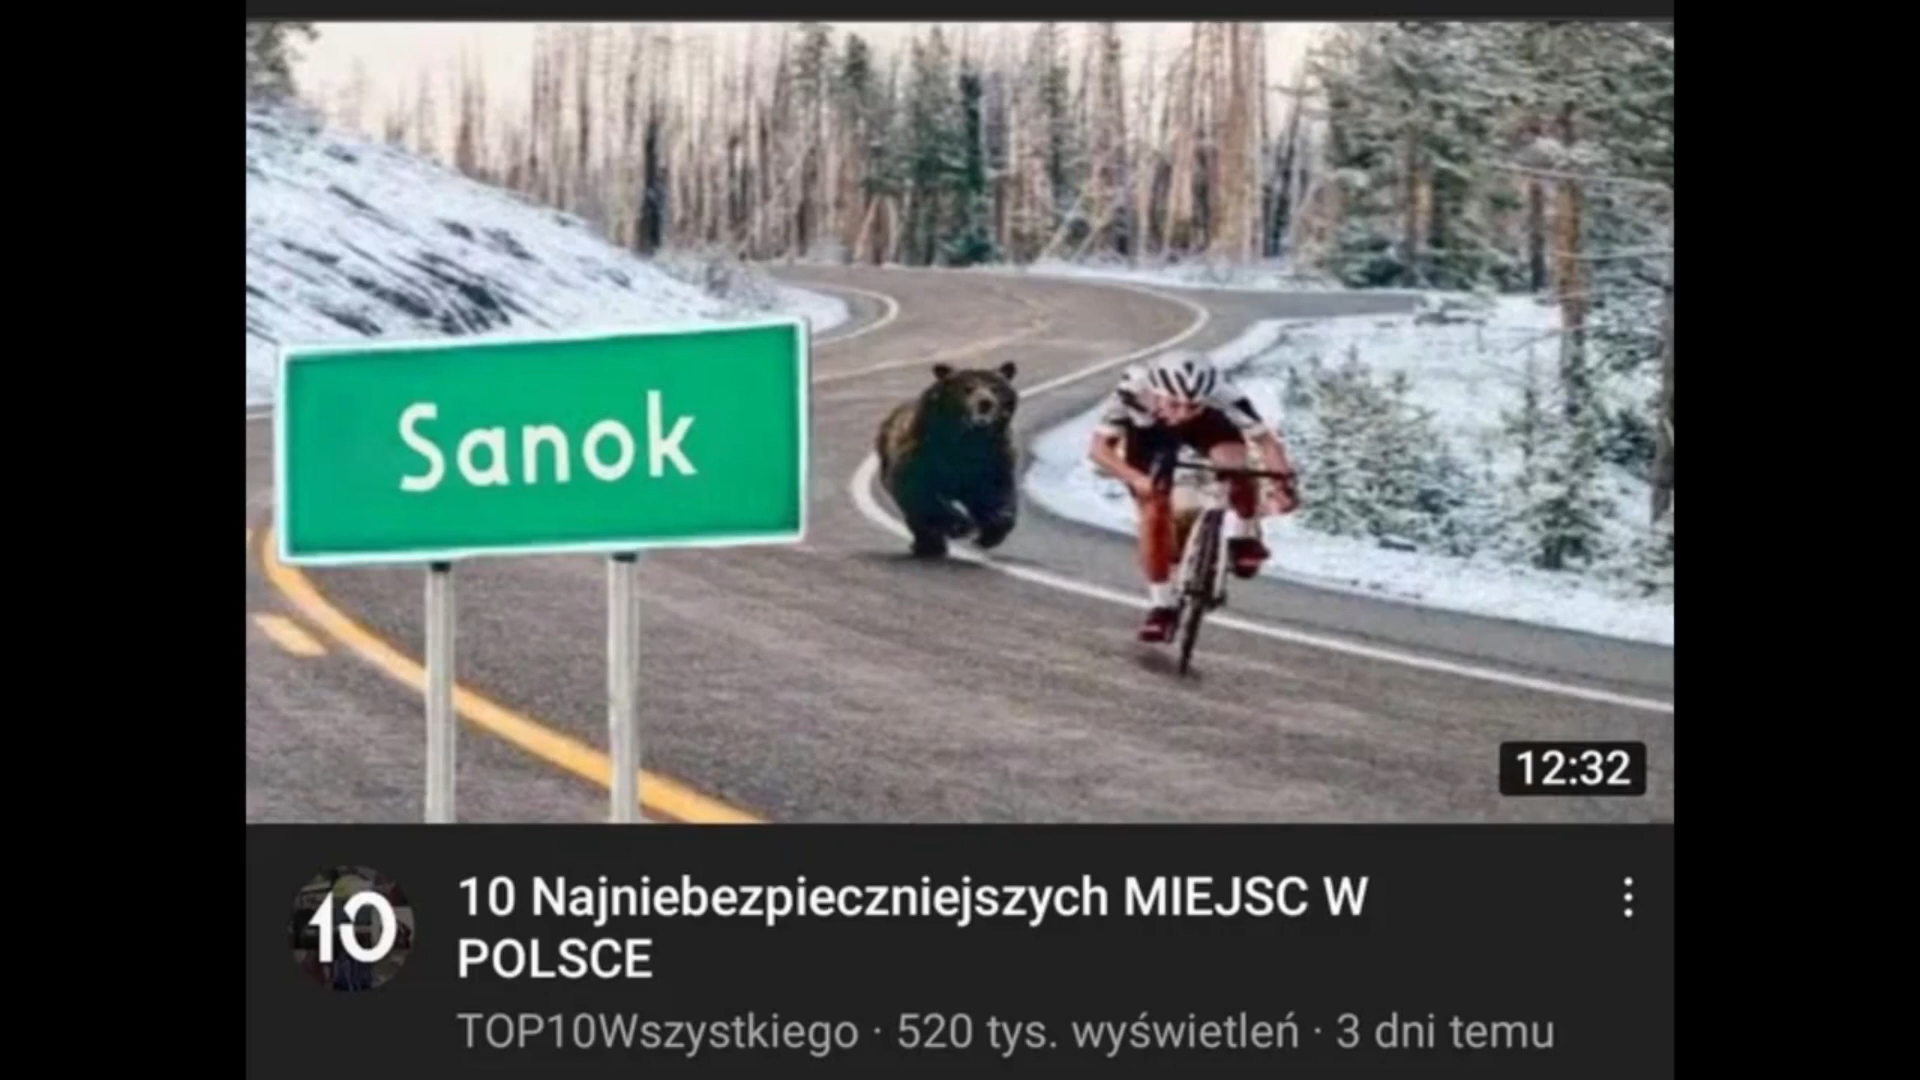 Sanok
12:32
10
10 Najniebezpieczniejszych MIEJSC W
POLSCE
TOP10Wszystkiego · 520 tys. wyświetleń · 3 dni temu